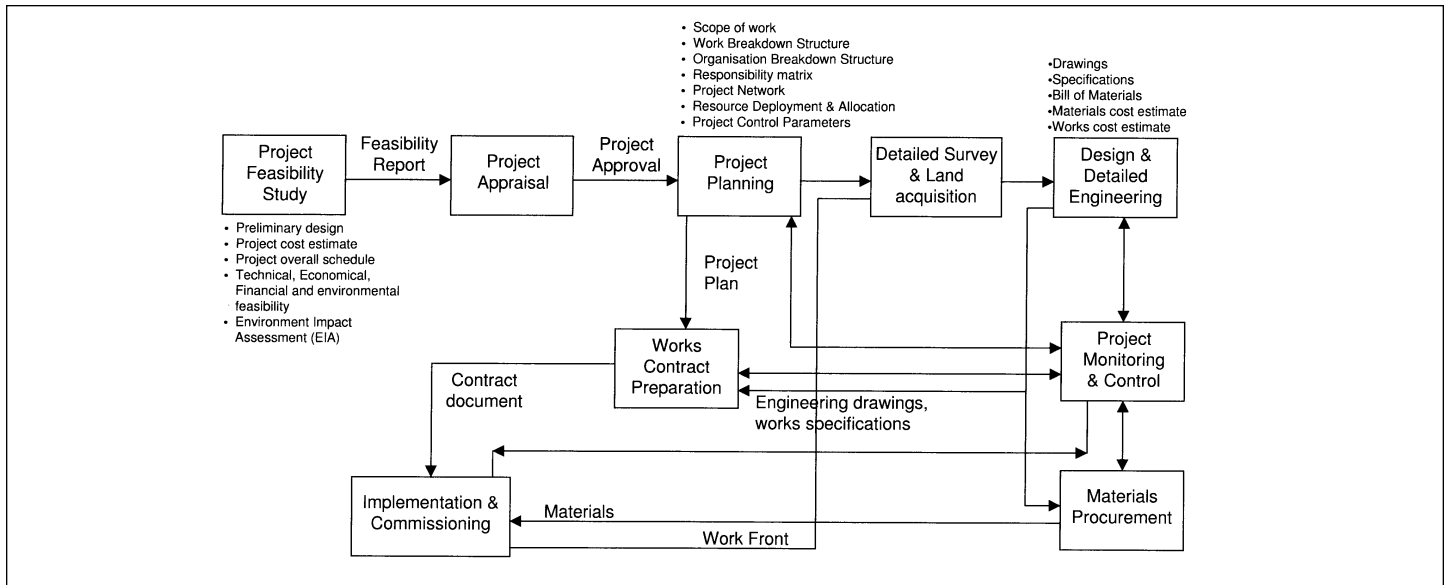 • Scope of work
• Work Breakdown Structure
• Organisation Breakdown Structure
• Responsibility matrix
• Project Network
• Resource Deployment & Allocation
• Project Control Parameters
•Drawings
•Specifications
•Bill of Materials
•Materials cost estimate
•Works cost estimate
Project
Feasibility
Study
Feasibility
Report
Project
Appraisal
Project
Approval
Project
Planning
Detailed Survey
& Land
acquisition
Design &
Detailed
Engineering
• Preliminary design
• Project cost estimate
• Project overall schedule
• Technical, Economical,
Financial and environmental
feasibility
• Environment Impact
Assessment (EIA)
Project
Plan
Works
Contract
Preparation
Project
Monitoring
& Control
Contract
document
Engineering drawings,
works specifications
Implementation &
Commissioning
Materials
Work Front
Materials
Procurement